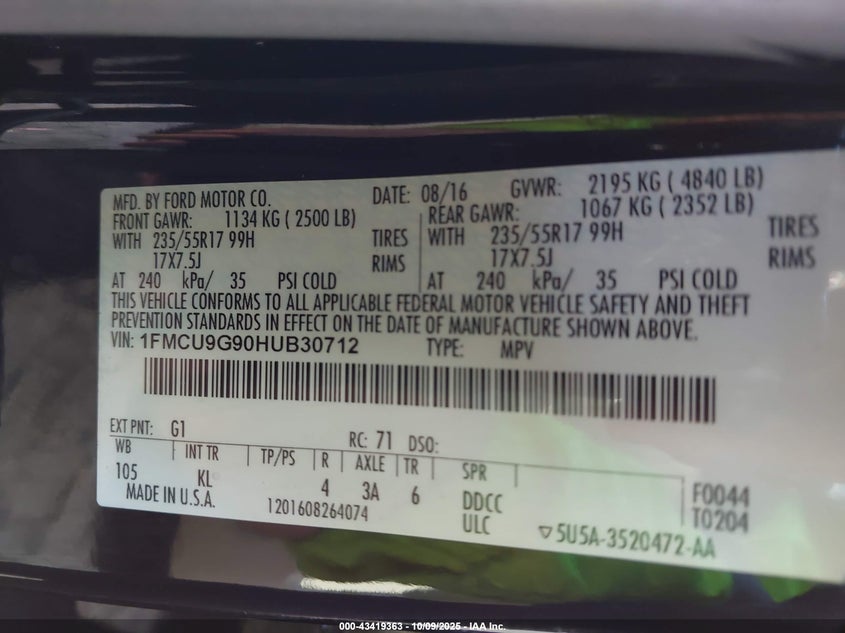 MFD. BY FORD MOTOR CO. DATE: 08/16 GVWR: 2195 KG ( 4840 LB)
FRONT GAWR: 1134 KG ( 2500 LB) REAR GAWR: 1067 KG ( 2352 LB)
WITH 235/55R17 99H TIRES WITH 235/55R17 99H TIRES
17X7.5J RIMS 17X7.5J RIMS
AT 240 kPa/ 35 PSI COLD AT 240 kPa/ 35 PSI COLD
THIS VEHICLE CONFORMS TO ALL APPLICABLE FEDERAL MOTOR VEHICLE SAFETY AND THEFT
PREVENTION STANDARDS IN EFFECT ON THE DATE OF MANUFACTURE SHOWN ABOVE.
VIN: 1FMCU9G90HUB30712 TYPE: MPV
EXT PNT: G1 RC: 71 DSO:
WB INT TR TP/PS R AXLE TR SPR
105 KL 4 3A 6 DDCC F0044
MADE IN U.S.A. 1201608264074 ULC T0204
▽5U5A-3520472-AA
000-43419363 - 10/09/2025 - IAA Inc.